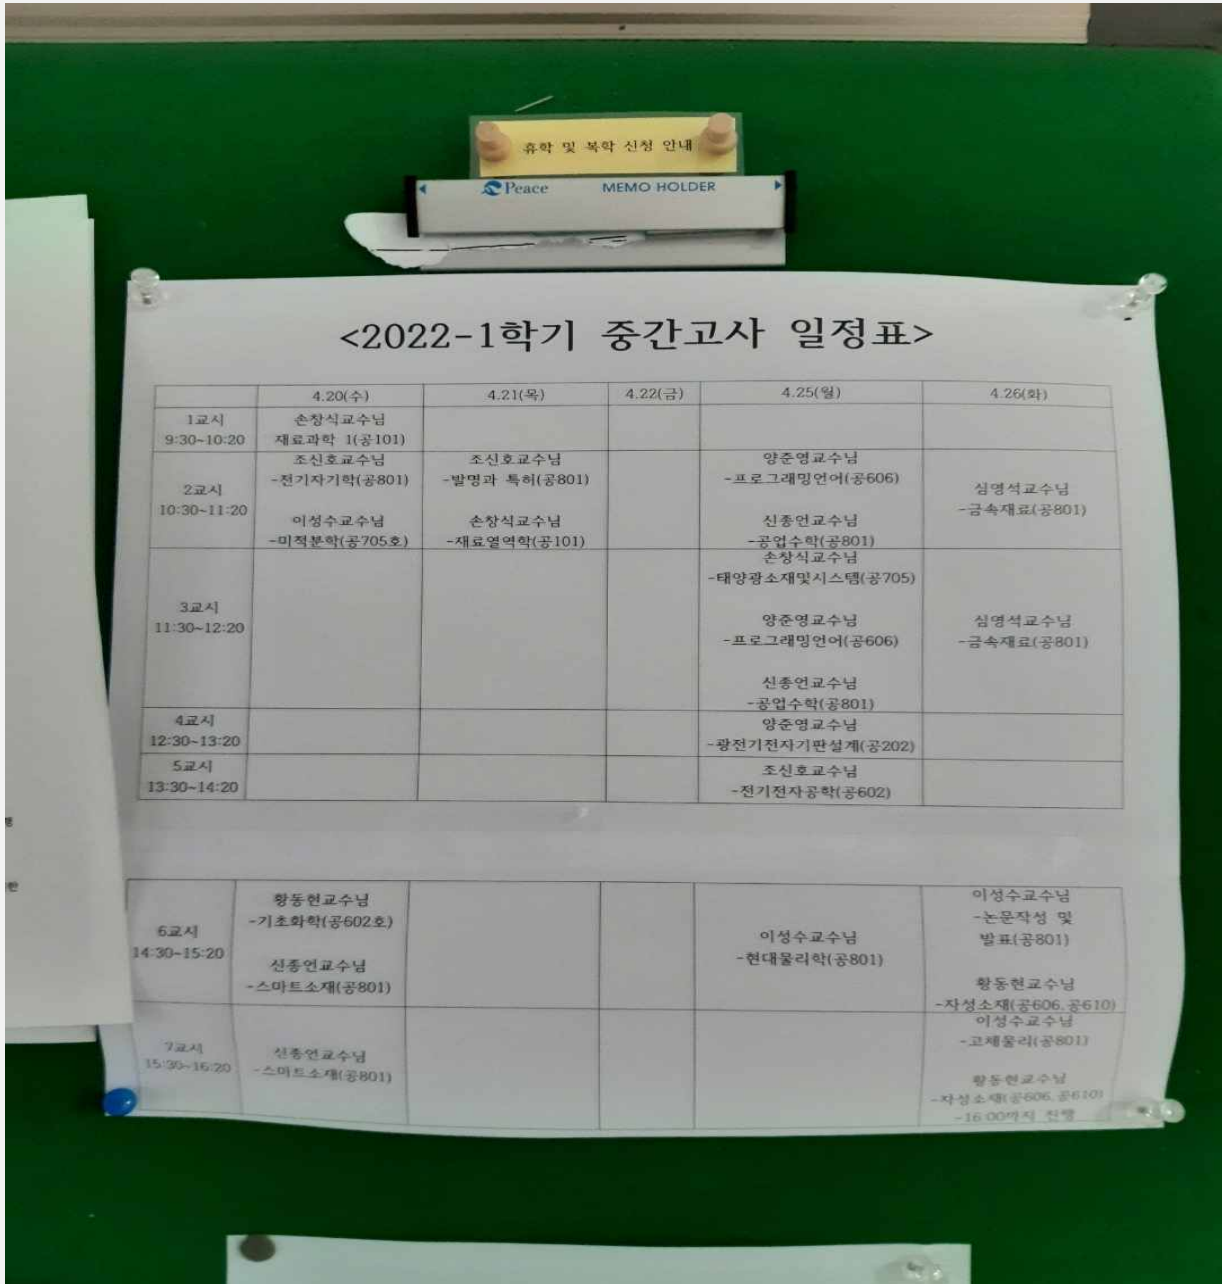 휴학 및 복학 신청 안내
Peace MEMO HOLDER
<2022-1학기 중간고사 일정표>
4.20(수) 4.21(목) 4.22(금) 4.25(월) 4.26(화)
1교시
9:30~10:20
손창식교수님
재료과학 1(공101)
2교시
10:30~11:20
조신호교수님
-전기자기학(공801)
이성수교수님
-미적분학(공705호)
조신호교수님
-발명과 특허(공801)
손창식교수님
-재료열역학(공101)
양준영교수님
-프로그래밍언어(공606)
신종언교수님
-공업수학(공801)
심영석교수님
-금속재료(공801)
3교시
11:30~12:20
손창식교수님
-태양광소재및시스템(공705)
양준영교수님
-프로그래밍언어(공606)
신종언교수님
-공업수학(공801)
심영석교수님
-금속재료(공801)
4교시
12:30~13:20
양준영교수님
-광전기전자기판설계(공202)
5교시
13:30~14:20
조신호교수님
-전기전자공학(공602)
6교시
14:30~15:20
황동현교수님
-기초화학(공602호)
신종언교수님
-스마트소재(공801)
이성수교수님
-현대물리학(공801)
이성수교수님
-논문작성 및
발표(공801)
황동현교수님
-자성소재(공606,공610)
7교시
15:30~16:20
신종언교수님
-스마트소재(공801)
이성수교수님
-고체물리(공801)
황동현교수님
-자성소재(공606,공610)
-16:00까지 진행